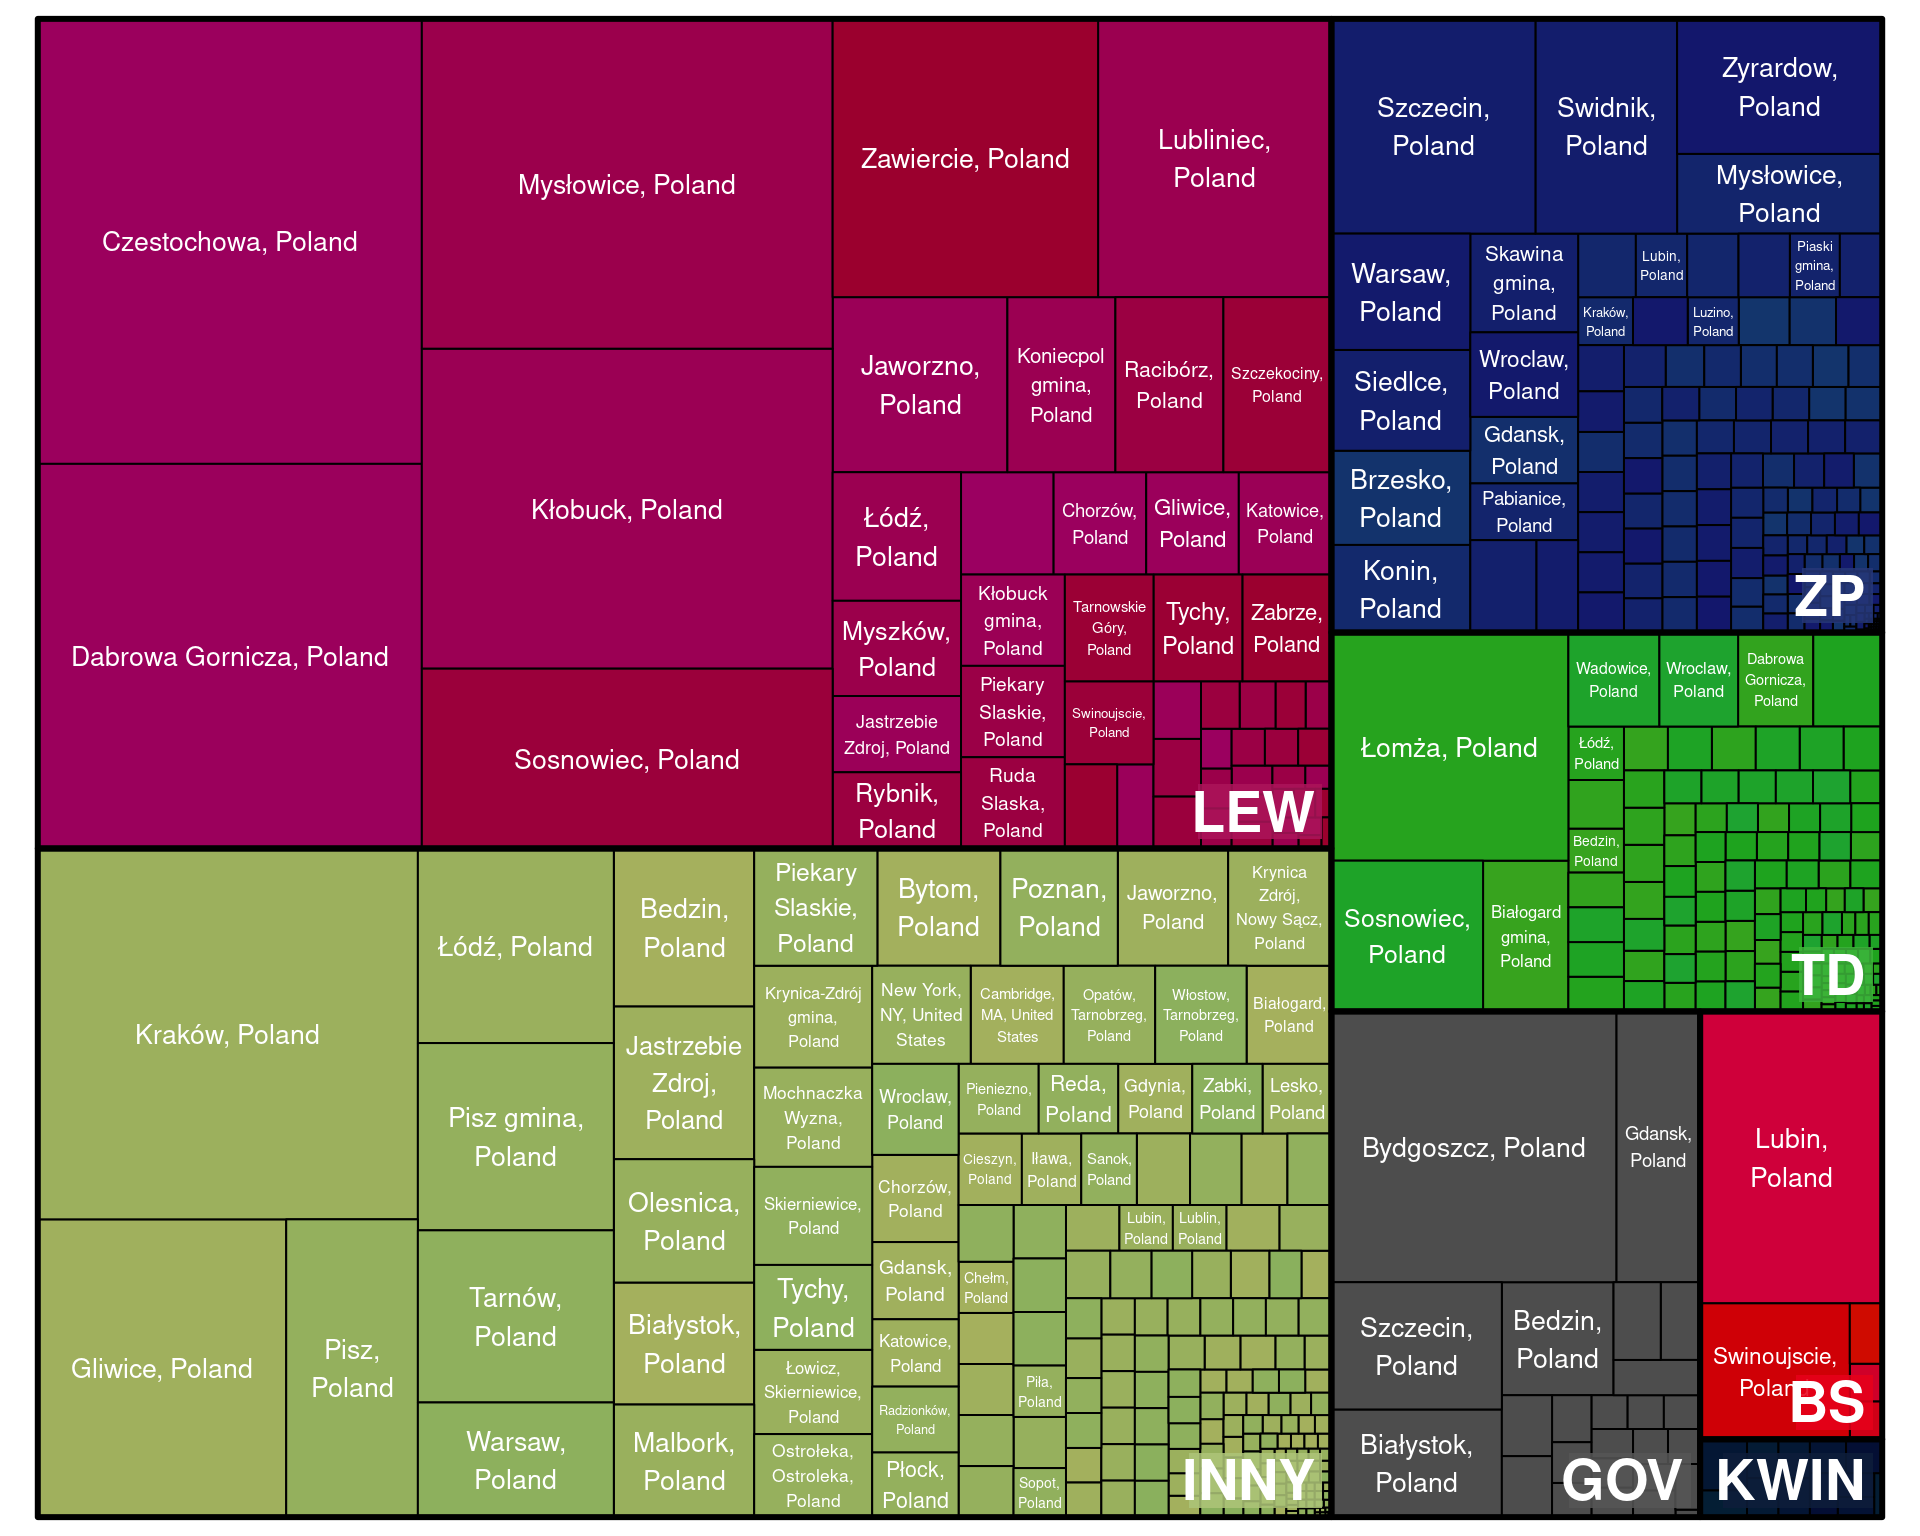 Czestochowa, Poland
Dabrowa Gornicza, Poland
Mysłowice, Poland
Kłobuck, Poland
Sosnowiec, Poland
Zawiercie, Poland
Lubliniec,
Poland
Jaworzno,
Poland
Koniecpol
gmina,
Poland
Racibórz,
Poland
Szczekociny,
Poland
Łódź,
Poland
Myszków,
Poland
Jastrzebie
Zdroj, Poland
Rybnik,
Poland
Chorzów,
Poland
Gliwice,
Poland
Katowice,
Poland
Kłobuck
gmina,
Poland
Piekary
Slaskie,
Poland
Ruda
Slaska,
Poland
Tarnowskie
Góry,
Poland
Tychy,
Poland
Zabrze,
Poland
Swinoujscie,
Poland
LEW
Szczecin,
Poland
Swidnik,
Poland
Zyrardow,
Poland
Mysłowice,
Poland
Warsaw,
Poland
Siedlce,
Poland
Brzesko,
Poland
Konin,
Poland
Skawina
gmina,
Poland
Wroclaw,
Poland
Gdansk,
Poland
Pabianice,
Poland
Lubin,
Poland
Piaski
gmina,
Poland
Kraków,
Poland
Luzino,
Poland
ZP
Łomża, Poland
Sosnowiec,
Poland
Białogard
gmina,
Poland
Wadowice,
Poland
Wroclaw,
Poland
Dabrowa
Gornicza,
Poland
Łódź,
Poland
Bedzin,
Poland
TD
Kraków, Poland
Gliwice, Poland
Pisz,
Poland
Łódź, Poland
Pisz gmina,
Poland
Tarnów,
Poland
Warsaw,
Poland
Bedzin,
Poland
Jastrzebie
Zdroj,
Poland
Olesnica,
Poland
Białystok,
Poland
Malbork,
Poland
Piekary
Slaskie,
Poland
Bytom,
Poland
Poznan,
Poland
Jaworzno,
Poland
Krynica
Zdrój,
Nowy Sącz,
Poland
Krynica-Zdrój
gmina,
Poland
Mochnaczka
Wyzna,
Poland
Skierniewice,
Poland
Tychy,
Poland
Łowicz,
Skierniewice,
Poland
Ostrołeka,
Ostroleka,
Poland
New York,
NY, United
States
Cambridge,
MA, United
States
Opatów,
Tarnobrzeg,
Poland
Włostow,
Tarnobrzeg,
Poland
Białogard,
Poland
Wroclaw,
Poland
Chorzów,
Poland
Gdansk,
Poland
Katowice,
Poland
Radzionków,
Poland
Płock,
Poland
Pieniezno,
Poland
Reda,
Poland
Gdynia,
Poland
Zabki,
Poland
Lesko,
Poland
Cieszyn,
Poland
Iława,
Poland
Sanok,
Poland
Lubin,
Poland
Lublin,
Poland
Chełm,
Poland
Piła,
Poland
Sopot,
Poland
INNY
Bydgoszcz, Poland
Gdansk,
Poland
Szczecin,
Poland
Białystok,
Poland
Bedzin,
Poland
GOV
Lubin,
Poland
Swinoujscie,
Poland
BS
KWIN